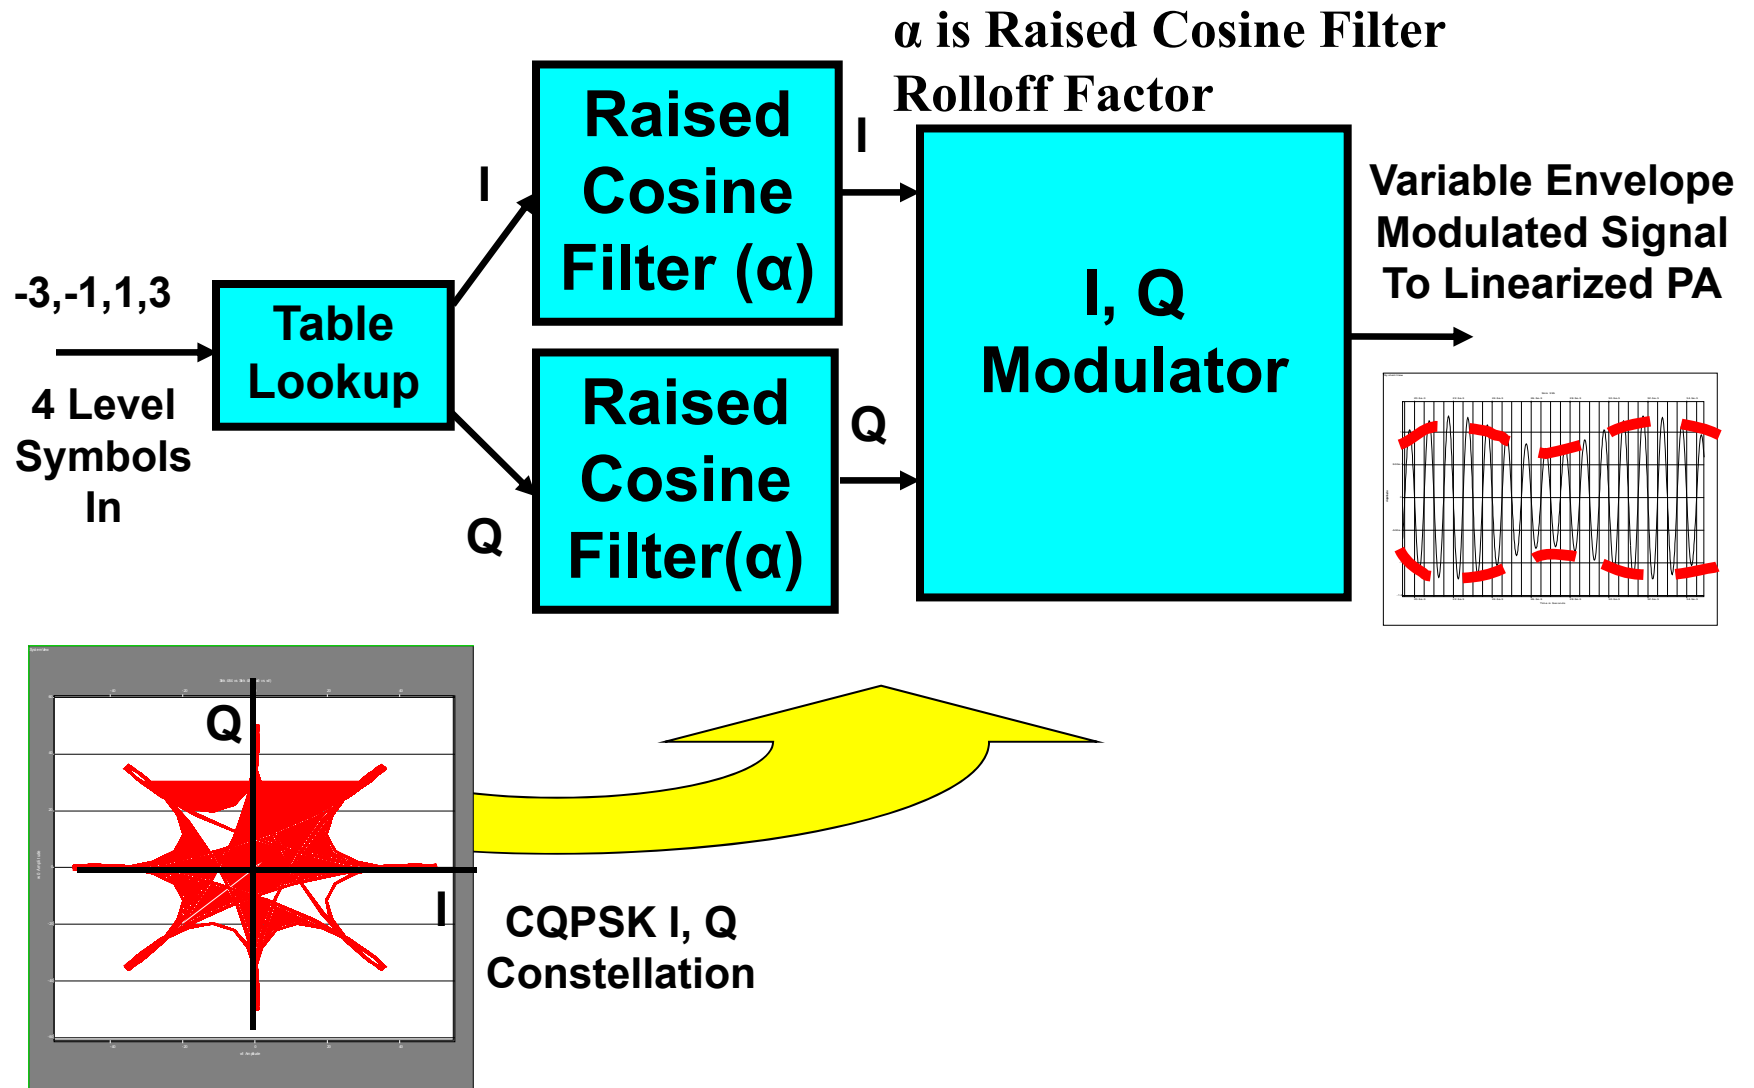 α is Raised Cosine Filter
Rolloff Factor
Raised
Cosine
Filter (α)
I
I
-3,-1,1,3
4 Level
Symbols
In
Table
Lookup
Q
Raised
Cosine
Filter(α)
Q
I, Q
Modulator
Variable Envelope
Modulated Signal
To Linearized PA
Q
I
CQPSK I, Q
Constellation